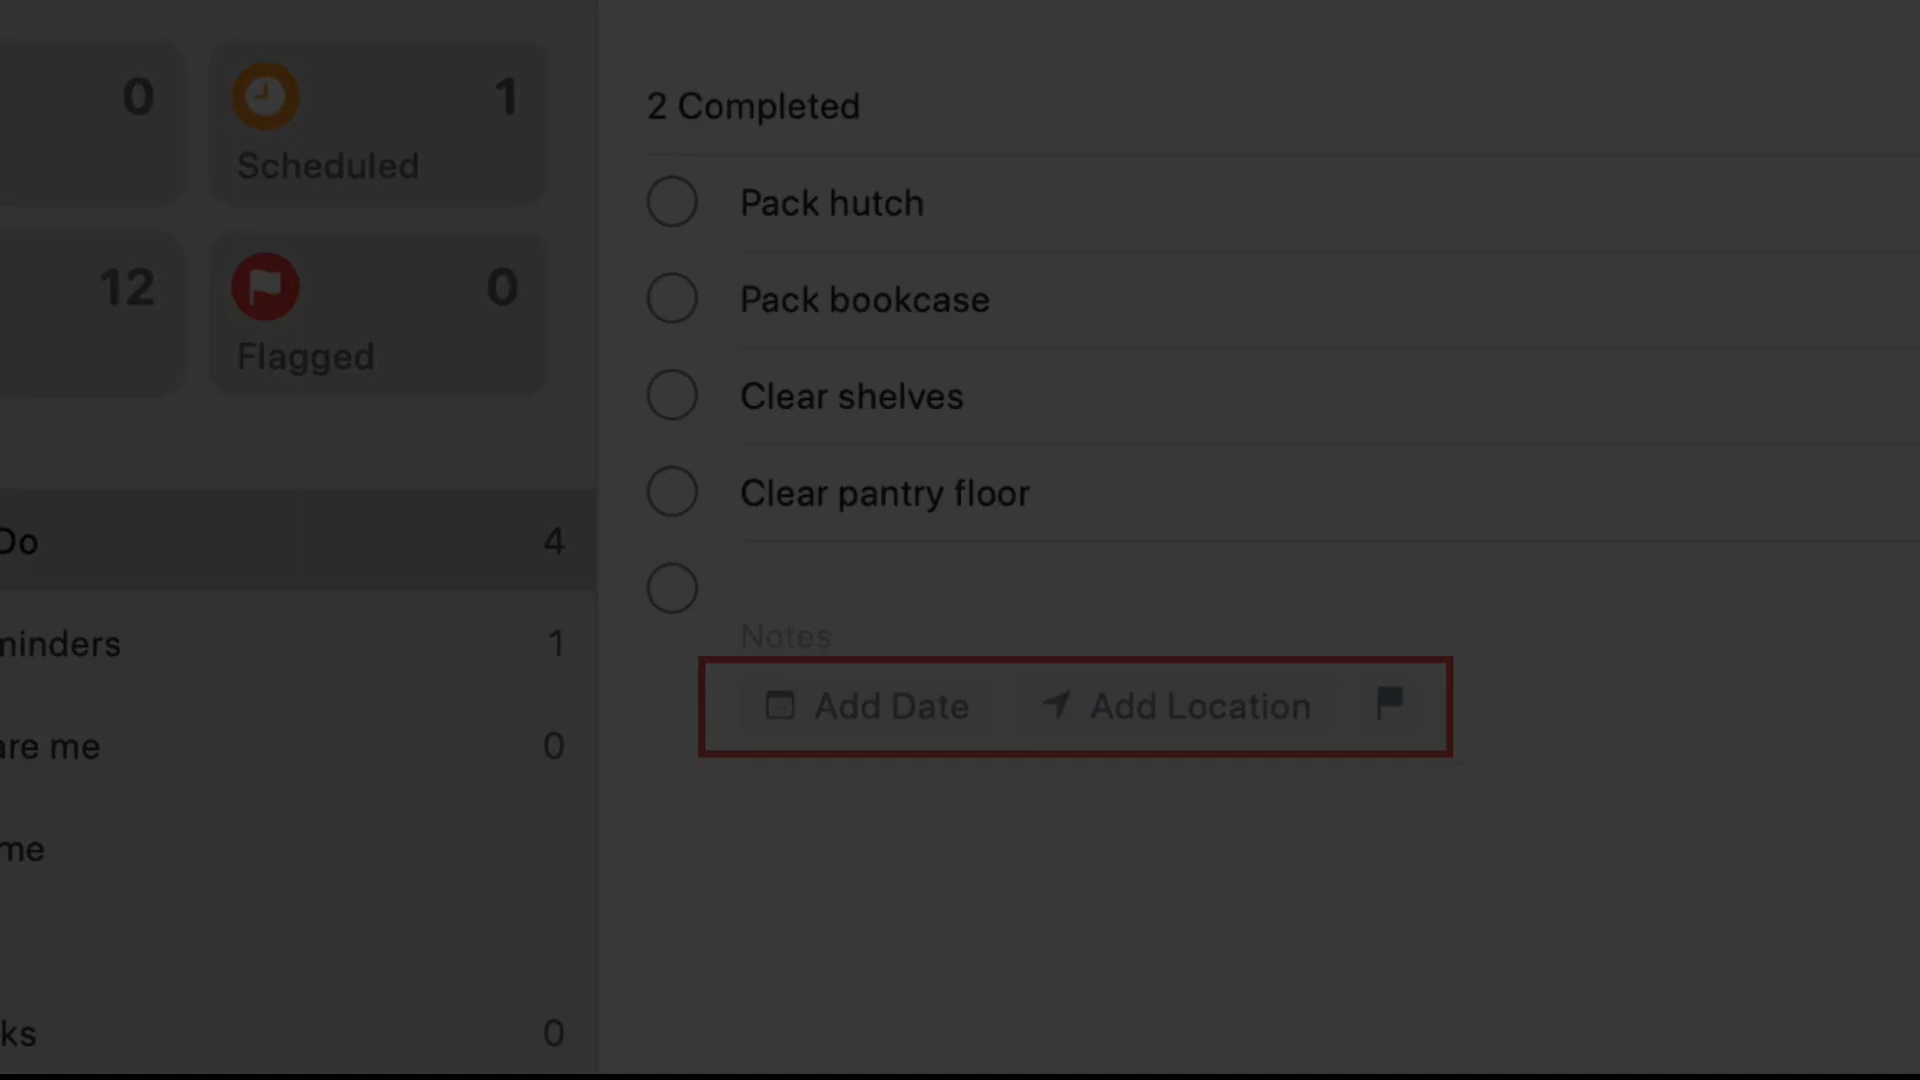 0
1
Scheduled
12
0
Flagged
Do
4
minders
1
are me
0
me
ks
0
2 Completed
Pack hutch
Pack bookcase
Clear shelves
Clear pantry floor
Notes
Add Date Add Location